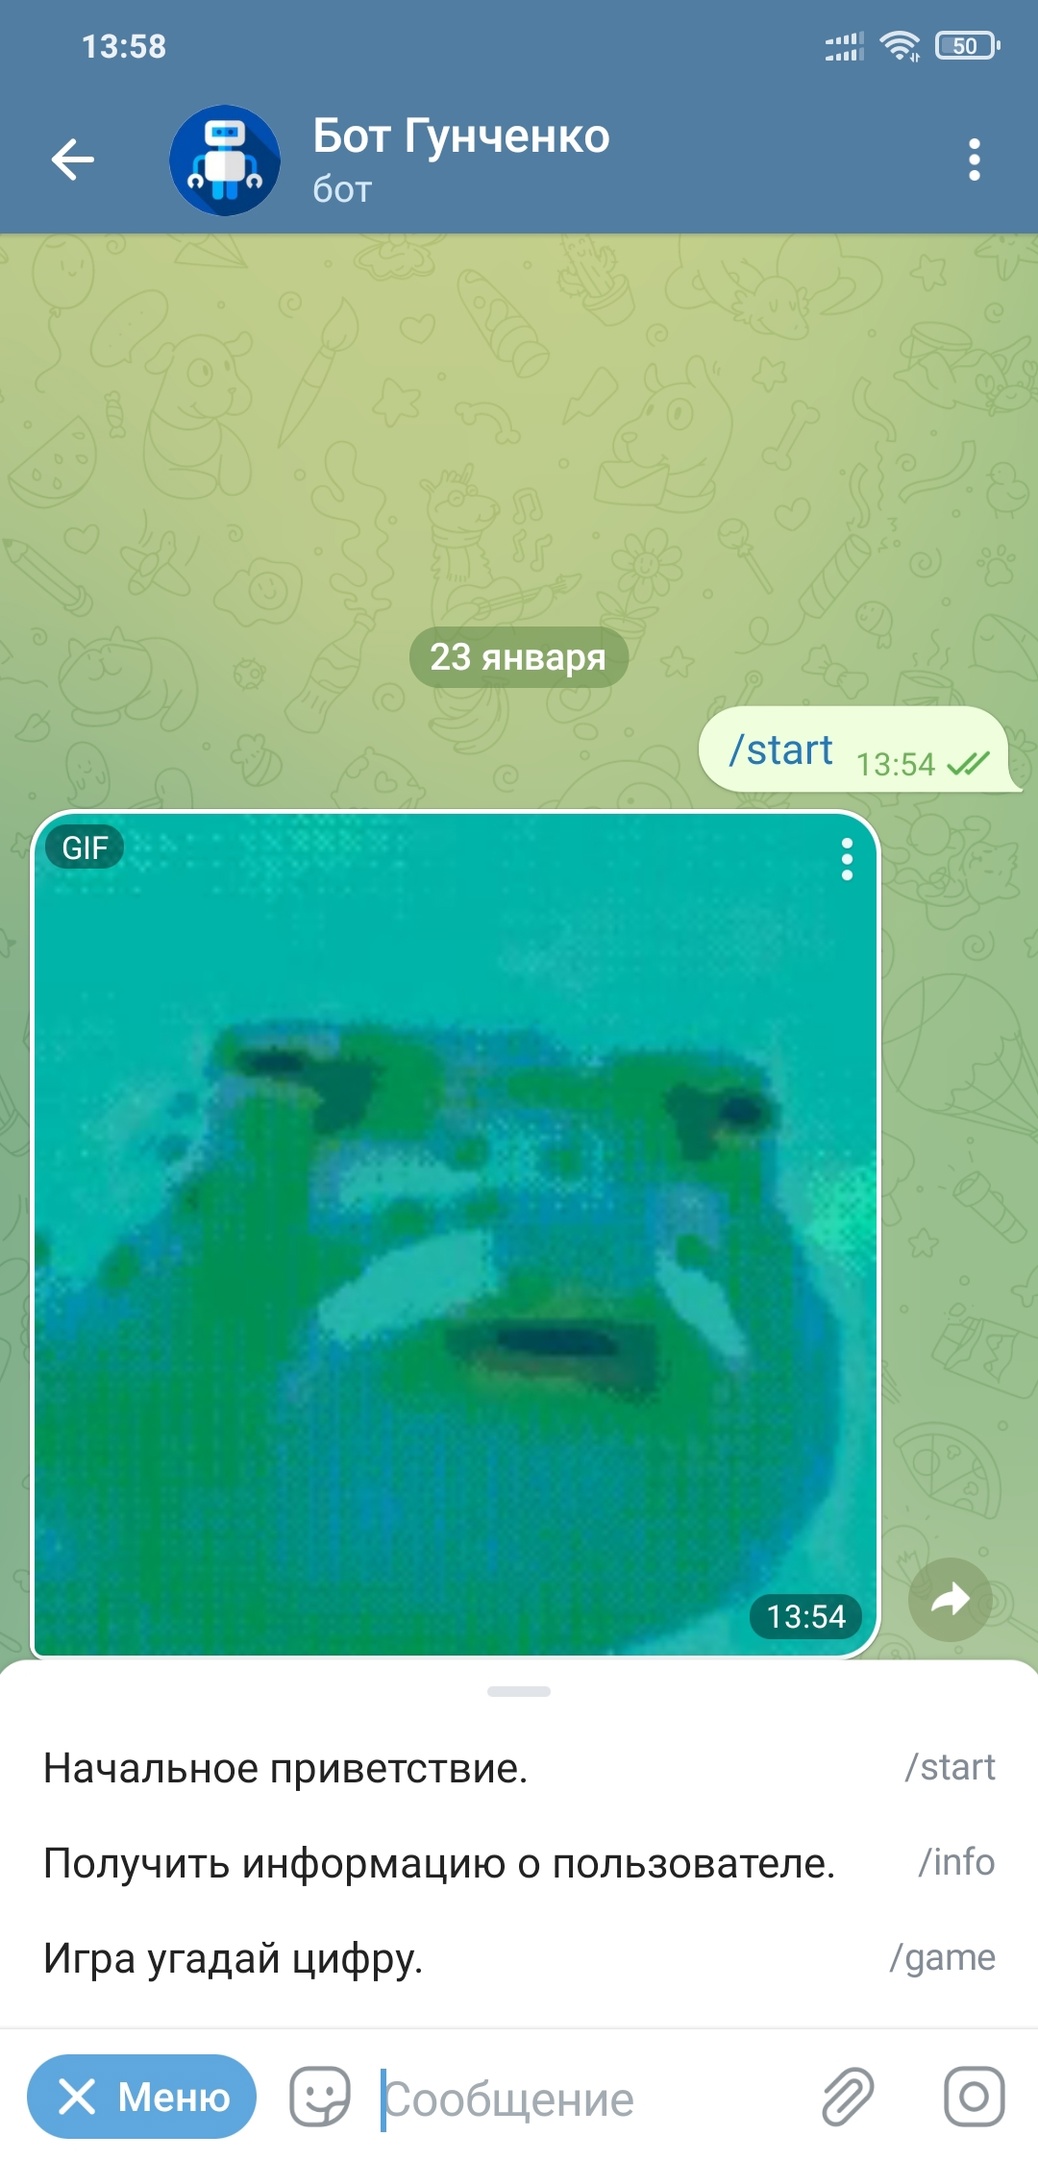 13:58
50
Бот Гунченко
бот
23 января
/start 13:54
GIF
13:54
Начальное приветствие. /start
Получить информацию о пользователе. /info
Игра угадай цифру. /game
Меню Сообщение